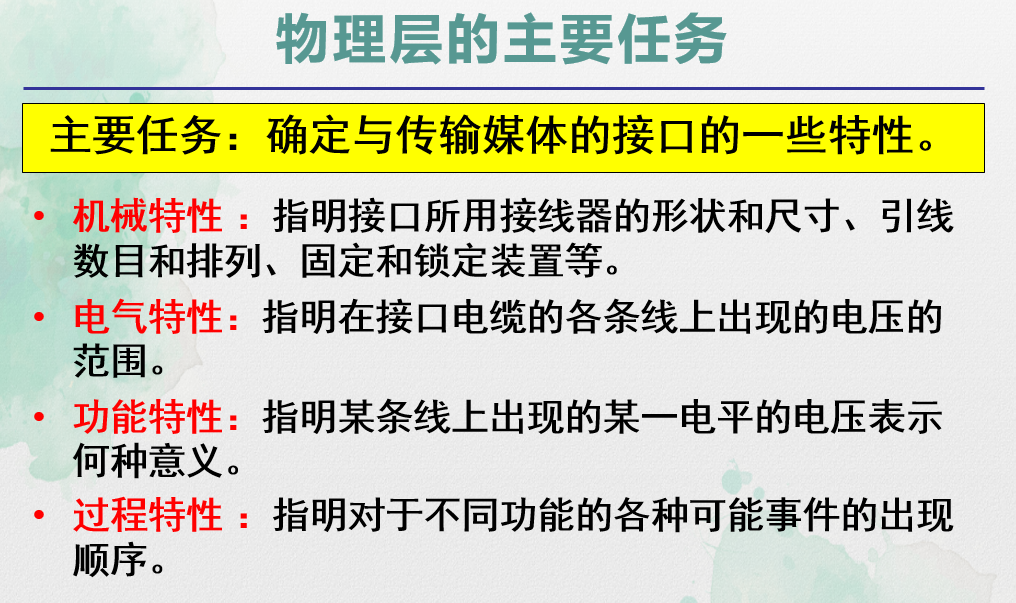 物理层的主要任务
主要任务：确定与传输媒体的接口的一些特性。
• 机械特性 ：指明接口所用接线器的形状和尺寸、引线
数目和排列、固定和锁定装置等。
• 电气特性：指明在接口电缆的各条线上出现的电压的
范围。
• 功能特性：指明某条线上出现的某一电平的电压表示
何种意义。
• 过程特性 ：指明对于不同功能的各种可能事件的出现
顺序。